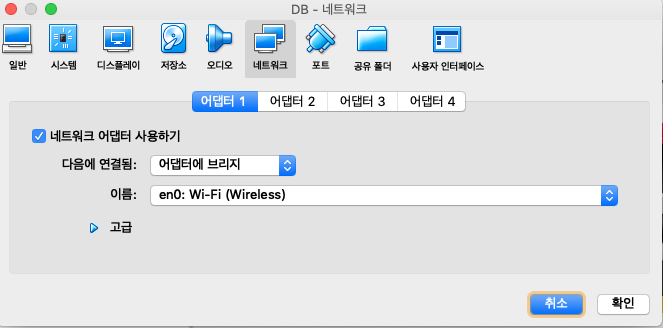 DB - 네트워크
일반 시스템 디스플레이 저장소 오디오 네트워크 포트 공유 폴더 사용자 인터페이스
어댑터 1 어댑터 2 어댑터 3 어댑터 4
네트워크 어댑터 사용하기
다음에 연결됨: 어댑터에 브리지
이름: en0: Wi-Fi (Wireless)
고급
취소 확인